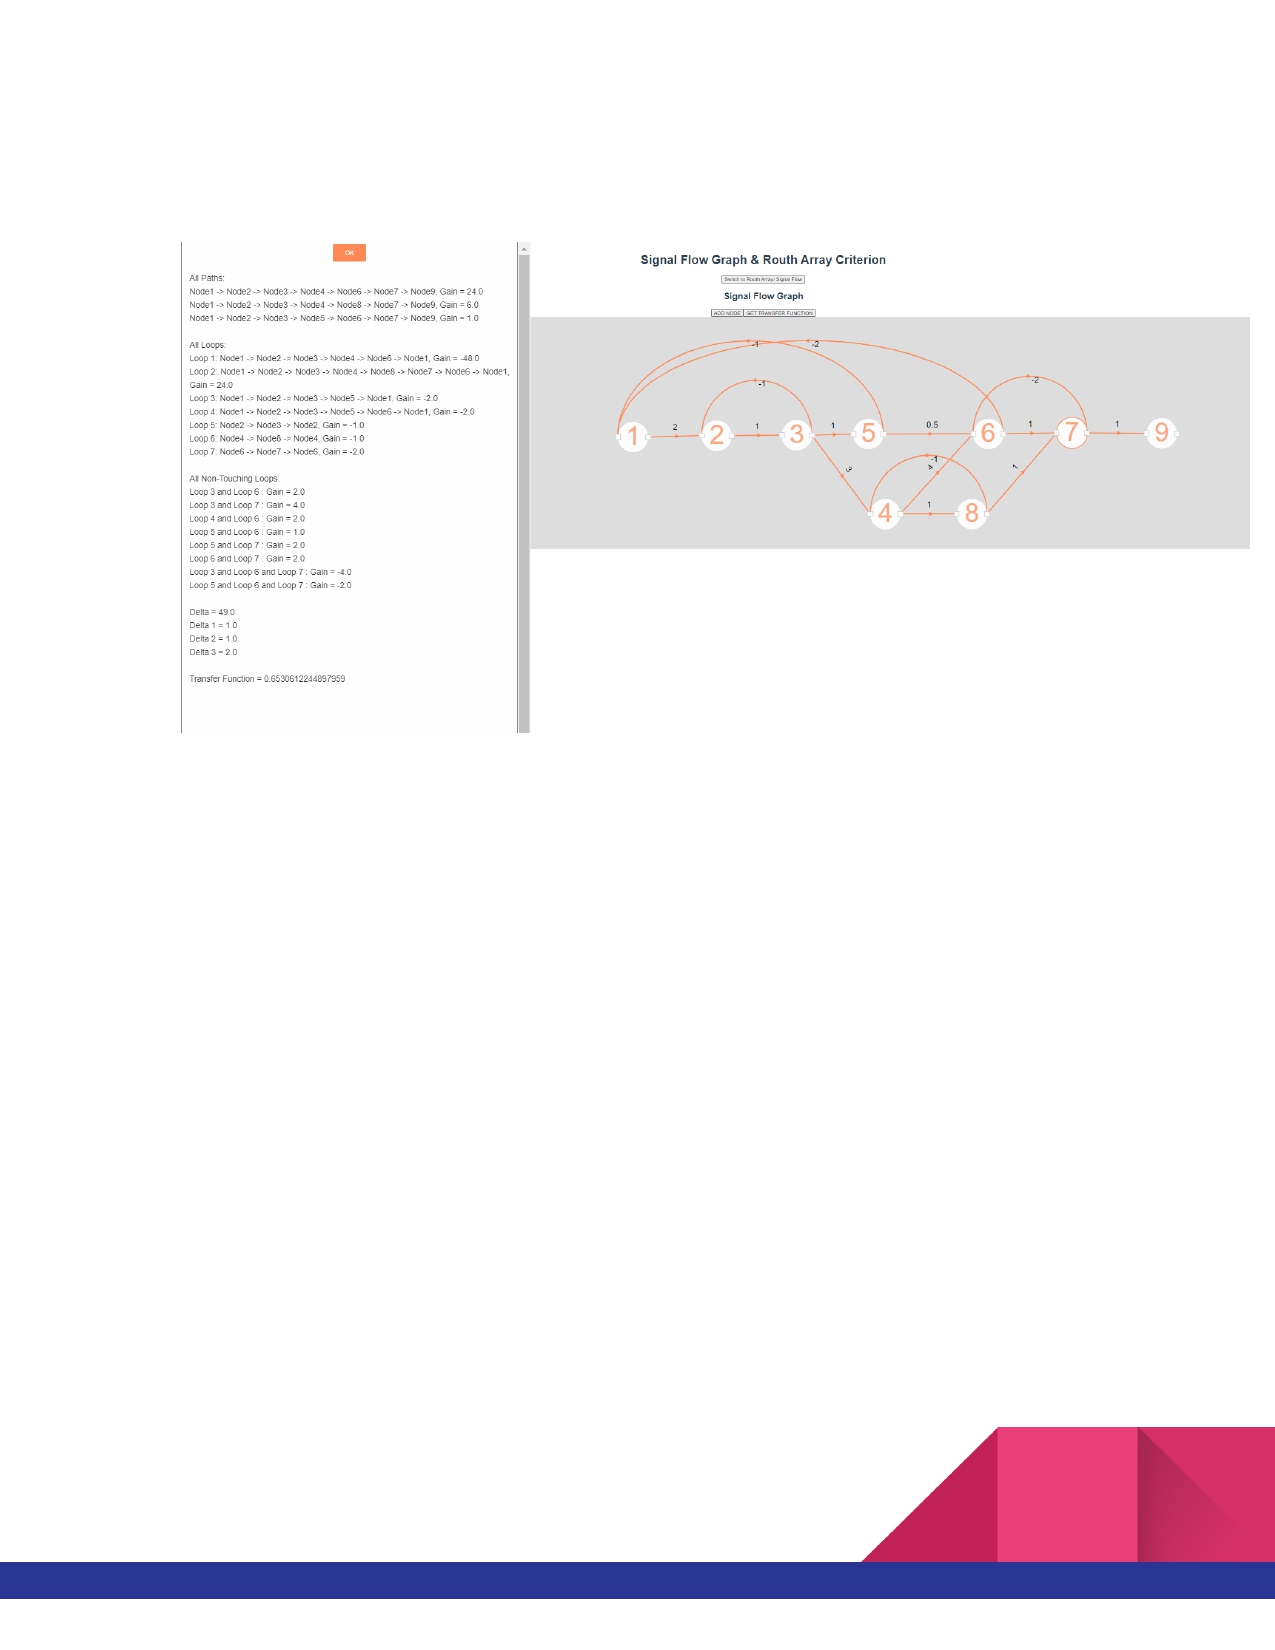 OK
All Paths:
Node1 -> Node2 -> Node3 -> Node4 -> Node6 -> Node7 -> Node9, Gain = 24.0
Node1 -> Node2 -> Node3 -> Node4 -> Node8 -> Node7 -> Node9, Gain = 6.0
Node1 -> Node2 -> Node3 -> Node5 -> Node6 -> Node7 -> Node9, Gain = 1.0
All Loops:
Loop 1: Node1 -> Node2 -> Node3 -> Node4 -> Node6 -> Node1, Gain = -48.0
Loop 2: Node1 -> Node2 -> Node3 -> Node4 -> Node8 -> Node7 -> Node6 -> Node1,
Gain = 24.0
Loop 3: Node1 -> Node2 -> Node3 -> Node5 -> Node1, Gain = -2.0
Loop 4: Node1 -> Node2 -> Node3 -> Node5 -> Node6 -> Node1, Gain = -2.0
Loop 5: Node2 -> Node3 -> Node2, Gain = -1.0
Loop 6: Node4 -> Node8 -> Node4, Gain = -1.0
Loop 7: Node6 -> Node7 -> Node6, Gain = -2.0
All Non-Touching Loops:
Loop 3 and Loop 6 : Gain = 2.0
Loop 3 and Loop 7 : Gain = 4.0
Loop 4 and Loop 6 : Gain = 2.0
Loop 5 and Loop 6 : Gain = 1.0
Loop 5 and Loop 7 : Gain = 2.0
Loop 6 and Loop 7 : Gain = 2.0
Loop 3 and Loop 6 and Loop 7 : Gain = -4.0
Loop 5 and Loop 6 and Loop 7 : Gain = -2.0
Delta = 49.0
Delta 1 = 1.0
Delta 2 = 1.0
Delta 3 = 2.0
Transfer Function = 0.6530612244897959
Signal Flow Graph & Routh Array Criterion
Switch to Routh Array/ Signal Flow
Signal Flow Graph
ADD NODE GET TRANSFER FUNCTION
-1 -2
-1 -2
2 1 1 0.5 1 1
1 2 3 5 6 7 9
-1
3 4 1
1
4 8